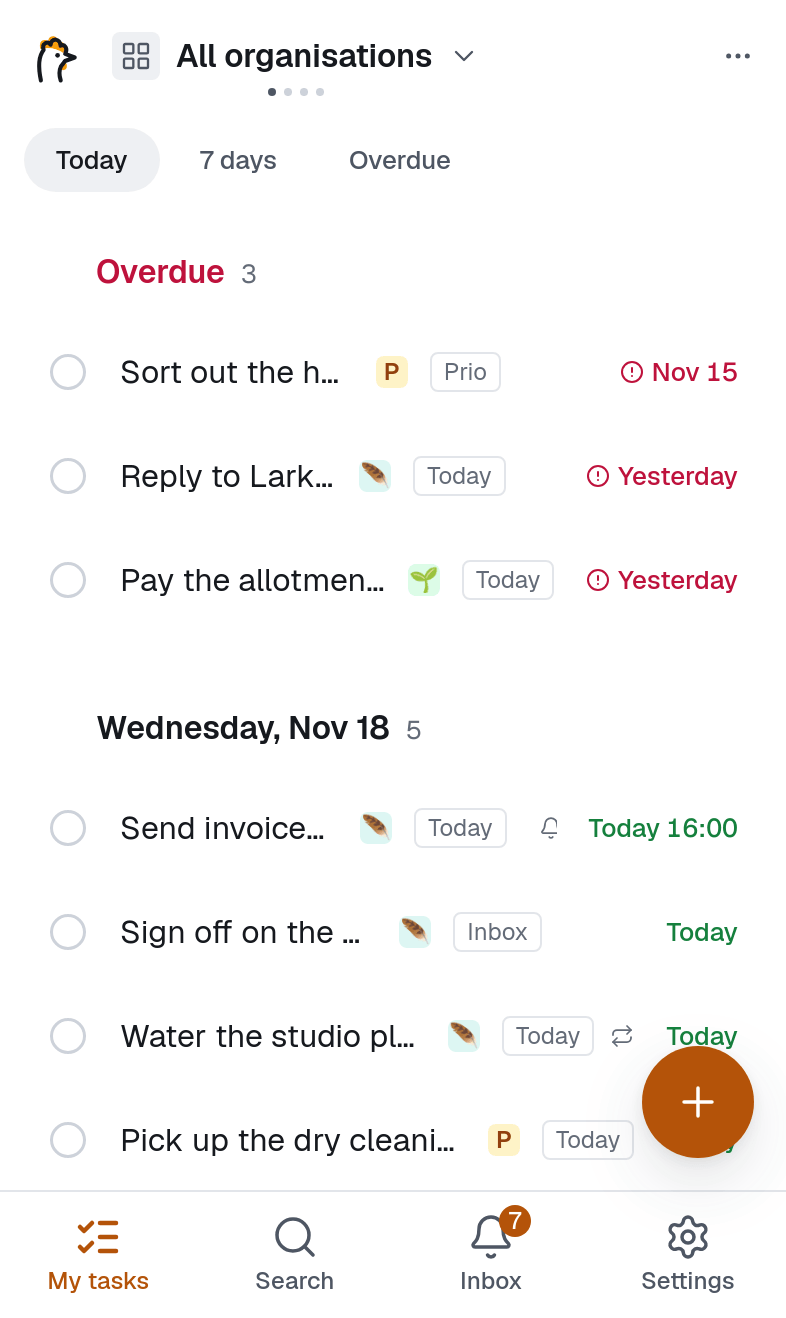 All organisations
Today 7 days Overdue
Overdue 3
Sort out the h... P Prio Nov 15
Reply to Lark... Today Yesterday
Pay the allotmen... Today Yesterday
Wednesday, Nov 18 5
Send invoice... Today Today 16:00
Sign off on the ... Inbox Today
Water the studio pl... Today Today
Pick up the dry cleani... P Today
My tasks Search Inbox 7 Settings